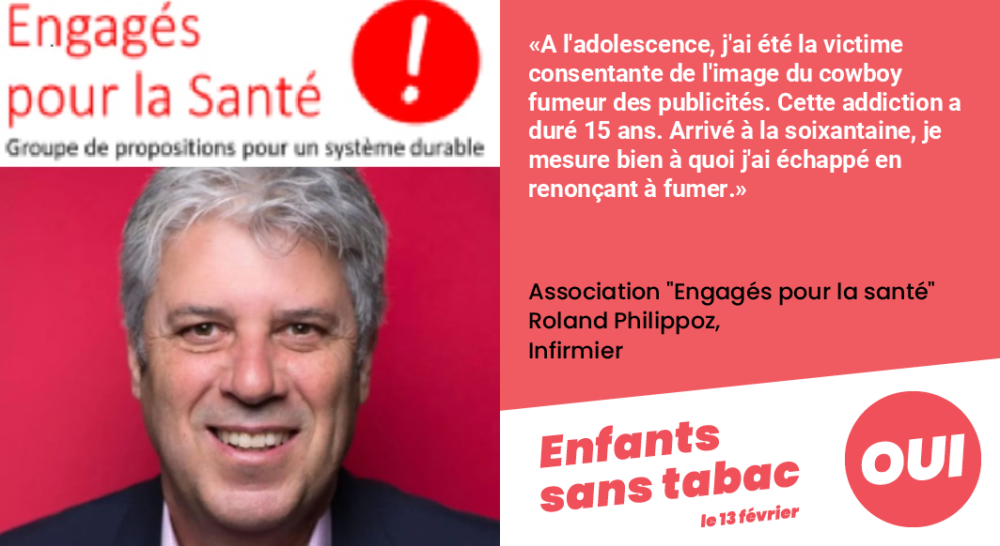 Engagés
pour la Santé
!
Groupe de propositions pour un système durable
«A l'adolescence, j'ai été la victime
consentante de l'image du cowboy
fumeur des publicités. Cette addiction a
duré 15 ans. Arrivé à la soixantaine, je
mesure bien à quoi j'ai échappé en
renonçant à fumer.»
Association "Engagés pour la santé"
Roland Philippoz,
Infirmier
Enfants
sans tabac
le 13 février
OUI